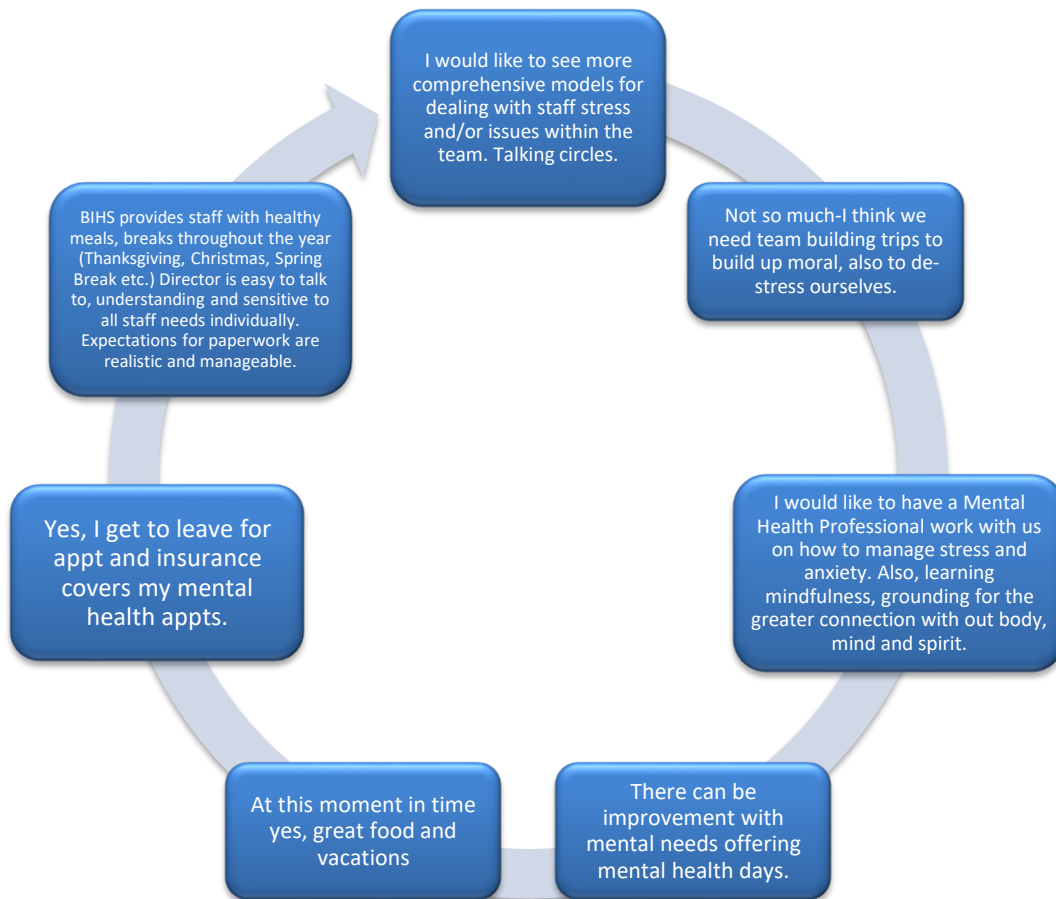 I would like to see more
comprehensive models for
dealing with staff stress
and/or issues within the
team. Talking circles.
Not so much-I think we
need team building trips to
build up moral, also to de-
stress ourselves.
I would like to have a Mental
Health Professional work with us
on how to manage stress and
anxiety. Also, learning
mindfulness, grounding for the
greater connection with out body,
mind and spirit.
There can be
improvement with
mental needs offering
mental health days.
At this moment in time
yes, great food and
vacations
Yes, I get to leave for
appt and insurance
covers my mental
health appts.
BIHS provides staff with healthy
meals, breaks throughout the year
(Thanksgiving, Christmas, Spring
Break etc.) Director is easy to talk
to, understanding and sensitive to
all staff needs individually.
Expectations for paperwork are
realistic and manageable.